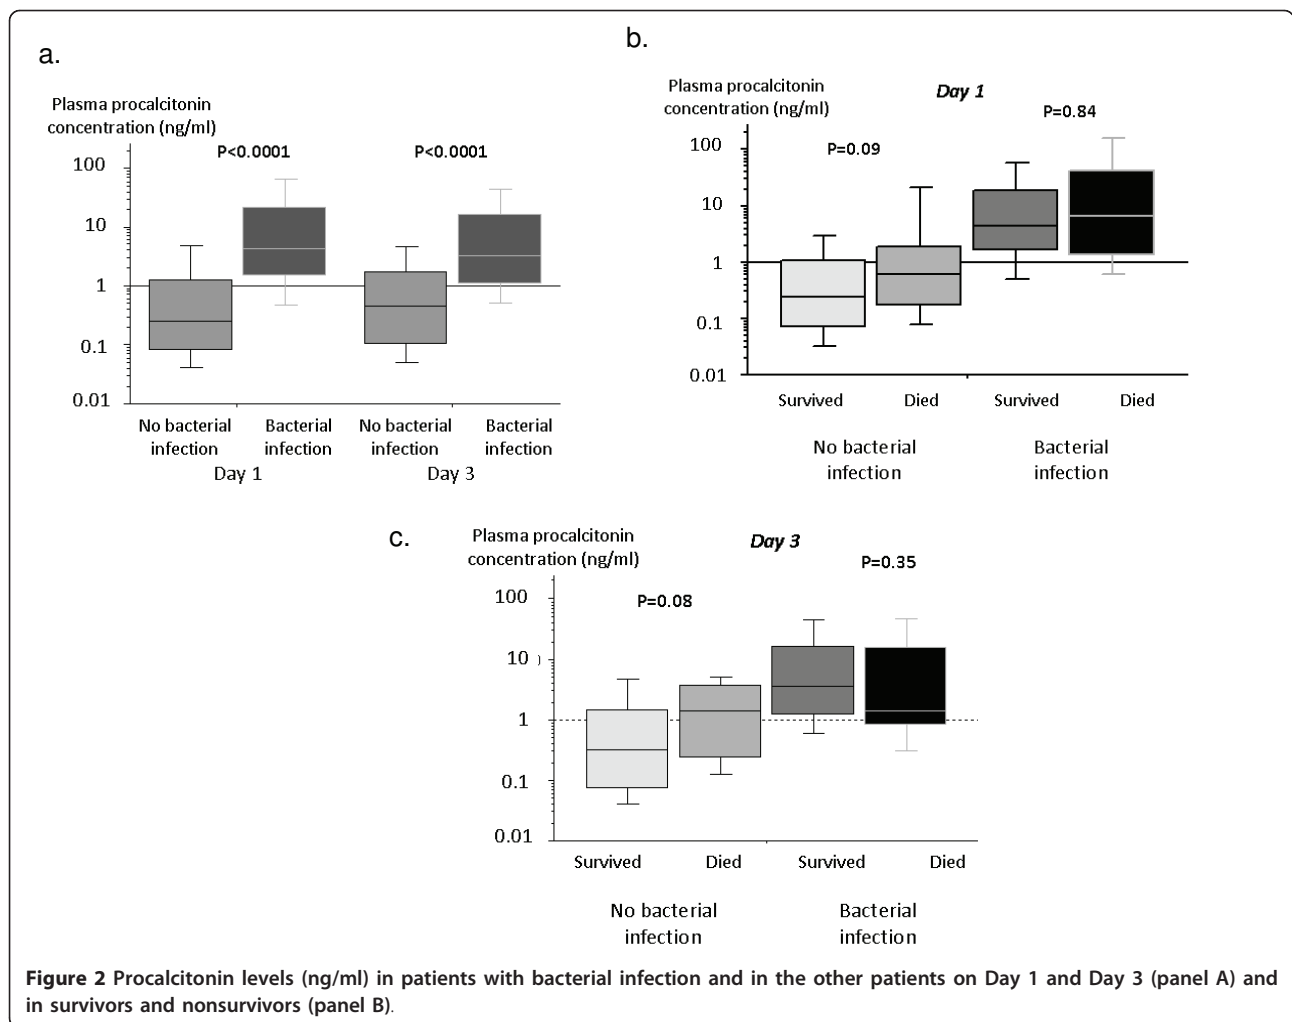 a.
Plasma procalcitonin
concentration (ng/ml)
P<0.0001
P<0.0001
100
10
1
0.1
0.01
No bacterial
infection
Bacterial
infection
No bacterial
infection
Bacterial
infection
Day 1
Day 3
b.
Plasma procalcitonin
concentration (ng/ml)
Day 1
P=0.09
P=0.84
100
10
1
0.1
0.01
Survived
Died
Survived
Died
No bacterial
infection
Bacterial
infection
c.
Plasma procalcitonin
concentration (ng/ml)
Day 3
P=0.08
P=0.35
100
10
)
1
0.1
0.01
Survived
Died
Survived
Died
No bacterial
infection
Bacterial
infection
Figure 2 Procalcitonin levels (ng/ml) in patients with bacterial infection and in the other patients on Day 1 and Day 3 (panel A) and
in survivors and nonsurvivors (panel B).